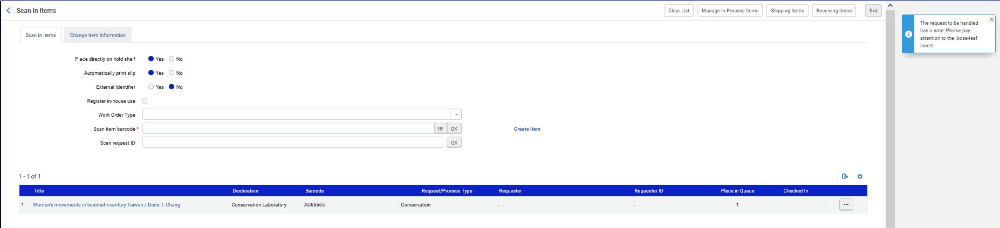 Scan In Items
Clear List Manage In Process Items Shipping Items Receiving Items Exit
The request to be handled
has a note: Please pay
attention to the loose-leaf
insert.
Scan in Items Change Item Information
Place directly on hold shelf Yes No
Automatically print slip Yes No
External Identifier Yes No
Register in-house use
Work Order Type
Scan item barcode * OK Create Item
Scan request ID OK
1 - 1 of 1
Title Destination Barcode Request/Process Type Requester Requester ID Place in Queue Checked In
1 Women's movements in twentieth-century Taiwan / Doris T. Chang. Conservation Laboratory AU66665 Conservation - - 1